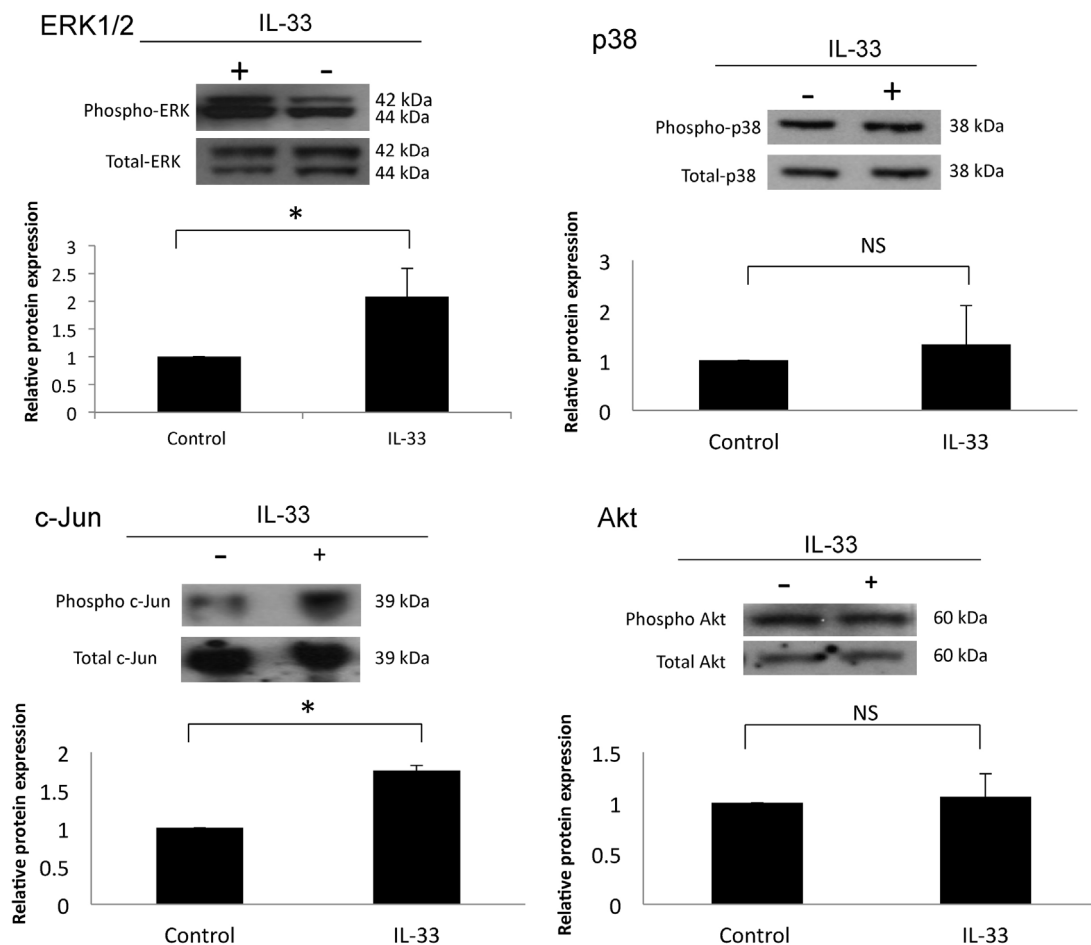 ERK1/2
IL-33
+ -
Phospho-ERK
42 kDa
44 kDa
Total-ERK
42 kDa
44 kDa
*
Relative protein expression
3
2.5
2
1.5
1
0.5
0
Control IL-33
p38
IL-33
- +
Phospho-p38 38 kDa
Total-p38 38 kDa
NS
Relative protein expression
3
2
1
0
Control IL-33
c-Jun
IL-33
- +
Phospho c-Jun 39 kDa
Total c-Jun 39 kDa
*
Relative protein expression
2
1.5
1
0.5
0
Control IL-33
Akt
IL-33
- +
Phospho Akt 60 kDa
Total Akt 60 kDa
NS
Relative protein expression
1.5
1
0.5
0
Control IL-33